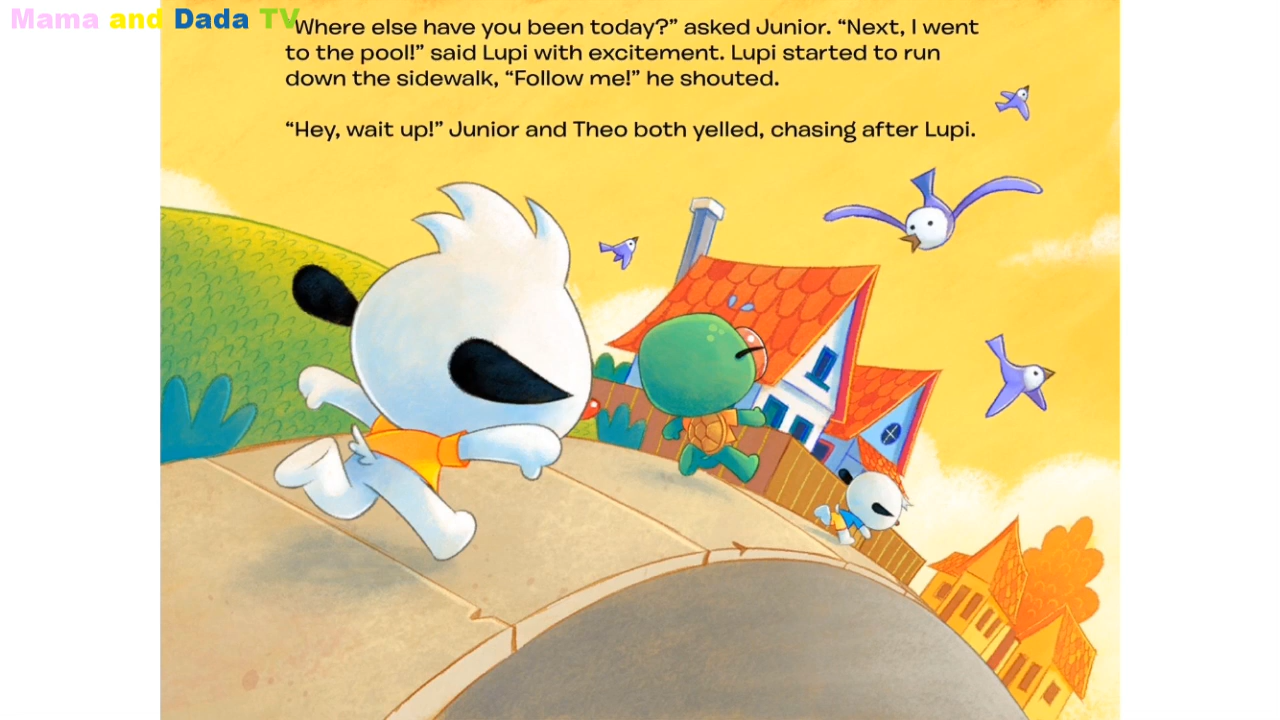 Mama and Dada TV
“Where else have you been today?” asked Junior. “Next, I went
to the pool!” said Lupi with excitement. Lupi started to run
down the sidewalk, “Follow me!” he shouted.
“Hey, wait up!” Junior and Theo both yelled, chasing after Lupi.